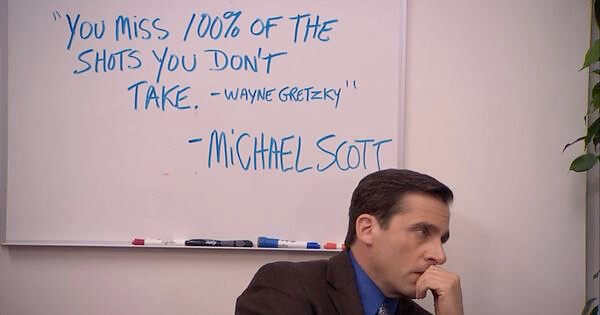 "YOU MISS 100% OF THE
SHOTS YOU DON'T
TAKE. - WAYNE GRETZKY"
- MICHAEL SCOTT